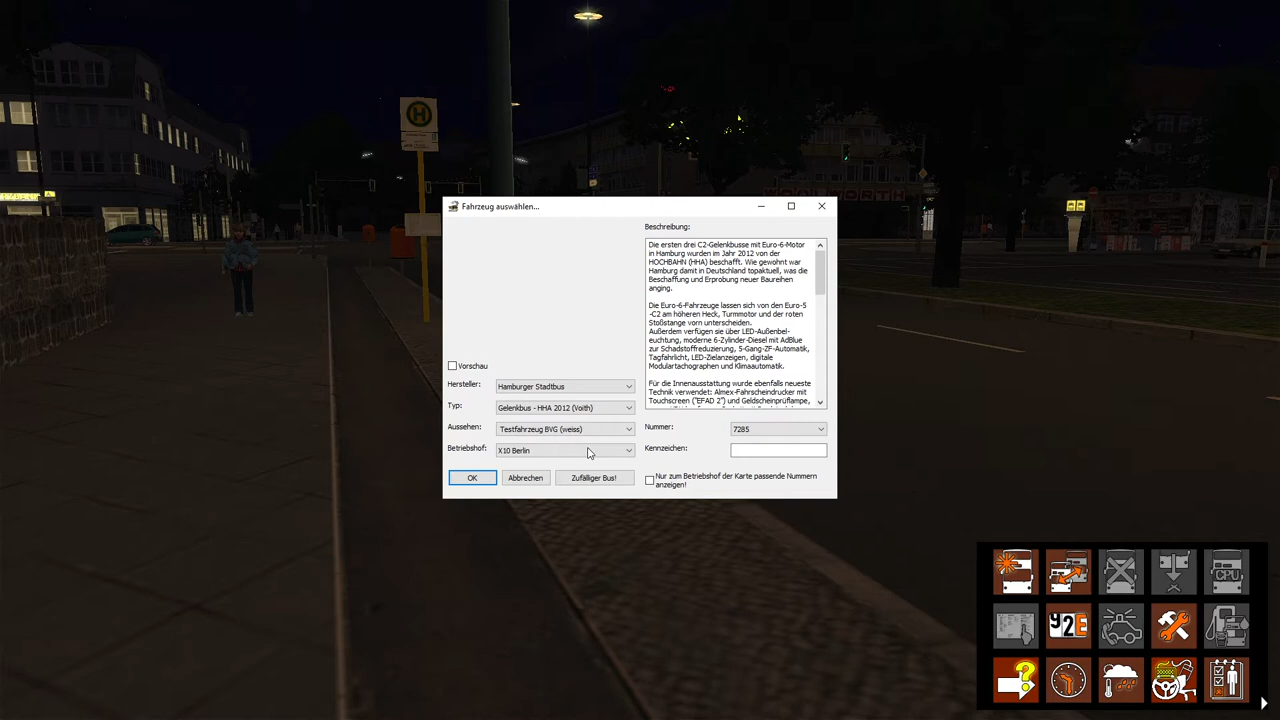 H
WOOLWORTH
Fahrzeug auswählen...
Beschreibung:
Die ersten drei C2-Gelenkbusse mit Euro-6-Motor
in Hamburg wurden im Jahr 2012 von der
HOCHBAHN (HHA) beschafft. Wie gewohnt war
Hamburg damit in Deutschland topaktuell, was die
Beschaffung und Erprobung neuer Baureihen
anging.
Die Euro-6-Fahrzeuge lassen sich von den Euro-5
-C2 am höheren Heck, Turmmotor und der roten
Stoßstange vorn unterscheiden.
Außerdem verfügen sie über LED-Außenbel-
euchtung, moderne 6-Zylinder-Diesel mit AdBlue
zur Schadstoffreduzierung, 5-Gang-ZF-Automatik,
Tagfahrlicht, LED-Zielanzeigen, digitale
Modulartachographen und Klimaautomatik.
Für die Innenausstattung wurde ebenfalls neueste
Technik verwendet: Almex-Fahrscheindrucker mit
Touchscreen ("EFAD 2") und Geldscheinprüflampe,
Vorschau
Hersteller: Hamburger Stadtbus
Typ: Gelenkbus - HHA 2012 (Voith)
Aussehen: Testfahrzeug BVG (weiss)
Nummer: 7285
Betriebshof: X10 Berlin
Kennzeichen:
OK Abbrechen Zufälliger Bus!
Nur zum Betriebshof der Karte passende Nummern
anzeigen!
CPU
92E
?